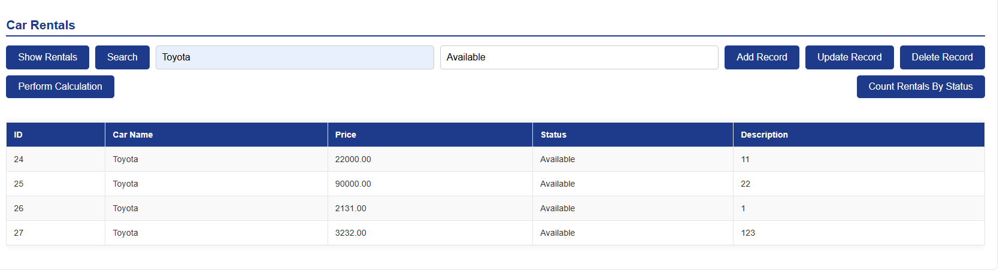 Car Rentals
Show Rentals Search Toyota Available Add Record Update Record Delete Record
Perform Calculation Count Rentals By Status
ID Car Name Price Status Description
24 Toyota 22000.00 Available 11
25 Toyota 90000.00 Available 22
26 Toyota 2131.00 Available 1
27 Toyota 3232.00 Available 123